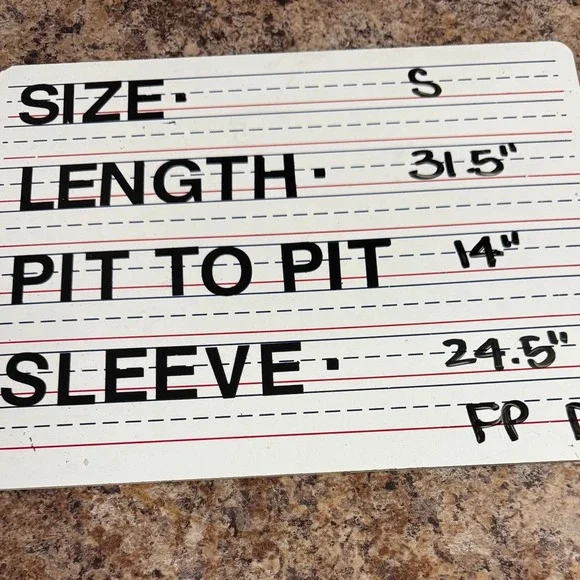 SIZE· S
LENGTH· 31.5"
PIT TO PIT 14"
SLEEVE· 24.5"
FP